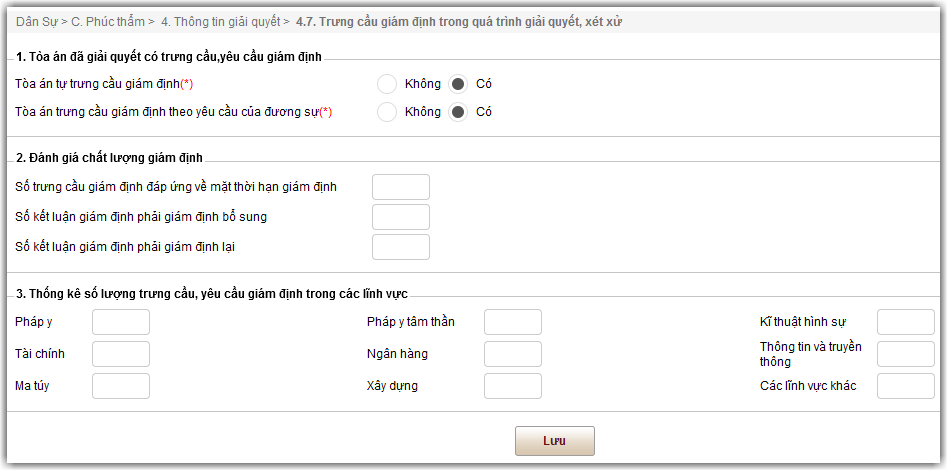 Dân Sự > C. Phúc thẩm > 4. Thông tin giải quyết > 4.7. Trưng cầu giám định trong quá trình giải quyết, xét xử
1. Tòa án đã giải quyết có trưng cầu,yêu cầu giám định
Tòa án tự trưng cầu giám định(*) Không Có
Tòa án trưng cầu giám định theo yêu cầu của đương sự(*) Không Có
2. Đánh giá chất lượng giám định
Số trưng cầu giám định đáp ứng về mặt thời hạn giám định
Số kết luận giám định phải giám định bổ sung
Số kết luận giám định phải giám định lại
3. Thống kê số lượng trưng cầu, yêu cầu giám định trong các lĩnh vực
Pháp y Pháp y tâm thần Kĩ thuật hình sự
Tài chính Ngân hàng Thông tin và truyền
thông
Ma túy Xây dựng Các lĩnh vực khác
Lưu